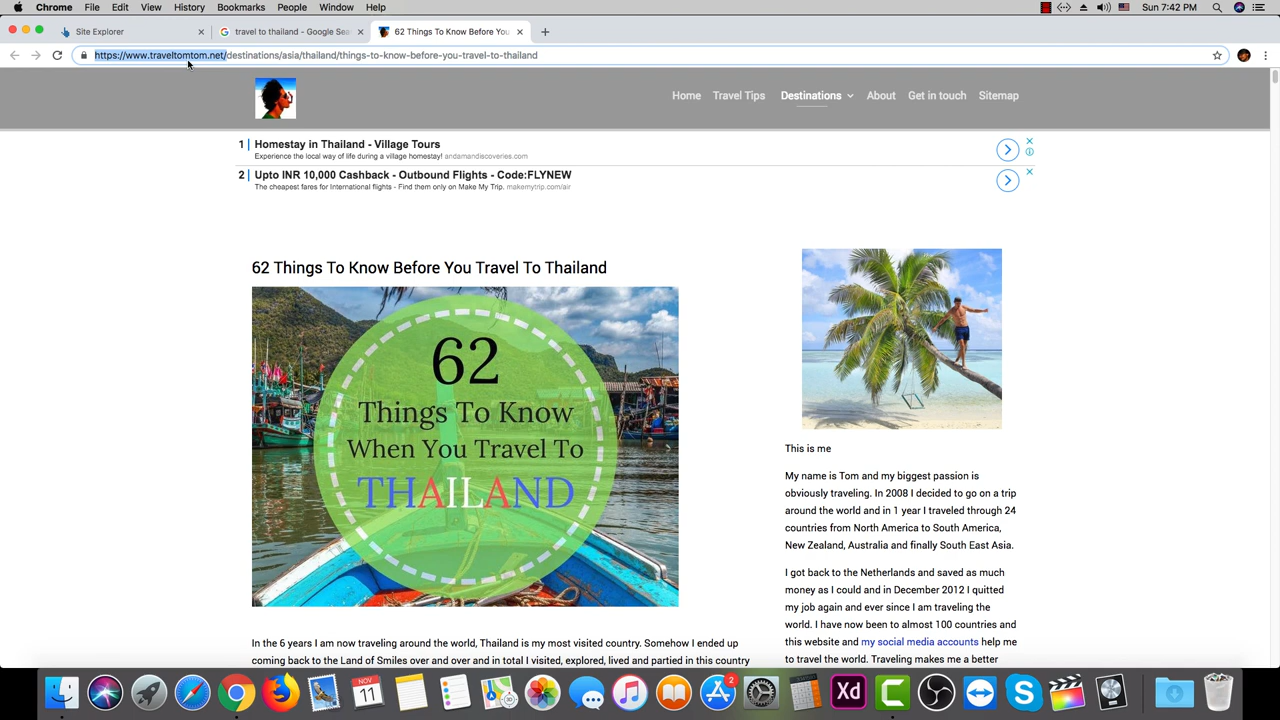 Chrome File Edit View History Bookmarks People Window Help Sun 7:42 PM
Site Explorer
travel to thailand - Google Sea
62 Things To Know Before You
https://www.traveltomtom.net/destinations/asia/thailand/things-to-know-before-you-travel-to-thailand
Home Travel Tips Destinations About Get in touch Sitemap
1 Homestay in Thailand - Village Tours
Experience the local way of life during a village homestay! andamandiscoveries.com
2 Upto INR 10,000 Cashback - Outbound Flights - Code:FLYNEW
The cheapest fares for International flights - Find them only on Make My Trip. makemytrip.com/air
62 Things To Know Before You Travel To Thailand
62
Things To Know
When You Travel To
THAILAND
In the 6 years I am now traveling around the world, Thailand is my most visited country. Somehow I ended up
coming back to the Land of Smiles over and over and in total I visited, explored, lived and partied in this country
This is me
My name is Tom and my biggest passion is
obviously traveling. In 2008 I decided to go on a trip
around the world and in 1 year I traveled through 24
countries from North America to South America,
New Zealand, Australia and finally South East Asia.
I got back to the Netherlands and saved as much
money as I could and in December 2012 I quitted
my job again and ever since I am traveling the
world. I have now been to almost 100 countries and
this website and my social media accounts help me
to travel the world. Traveling makes me a better
NOV
11
2
Xd